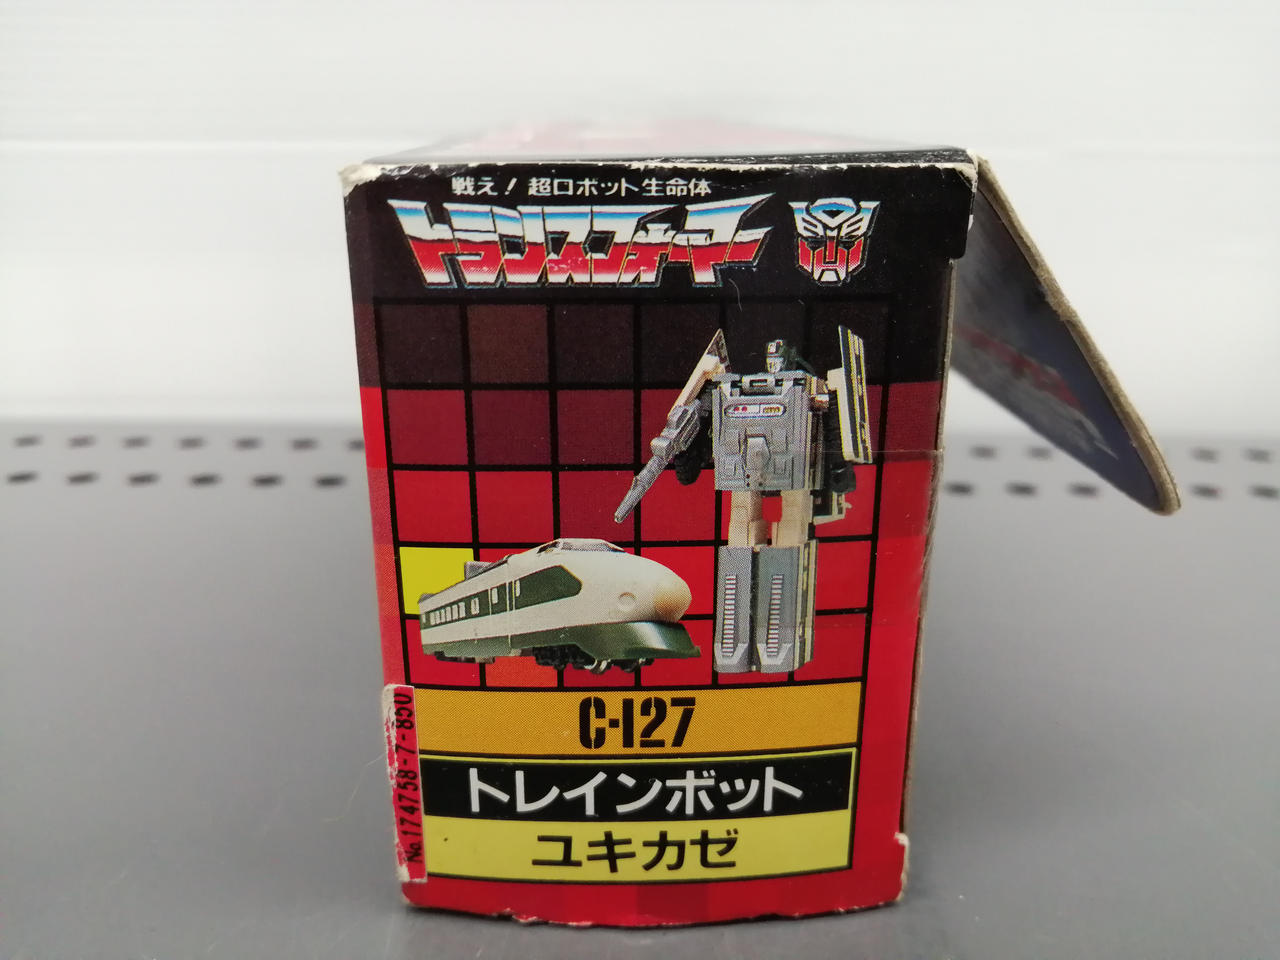 戦え!超ロボット生命体
トランスフォーマー
C-127
トレインボット
ユキカゼ
No.174758-7-850